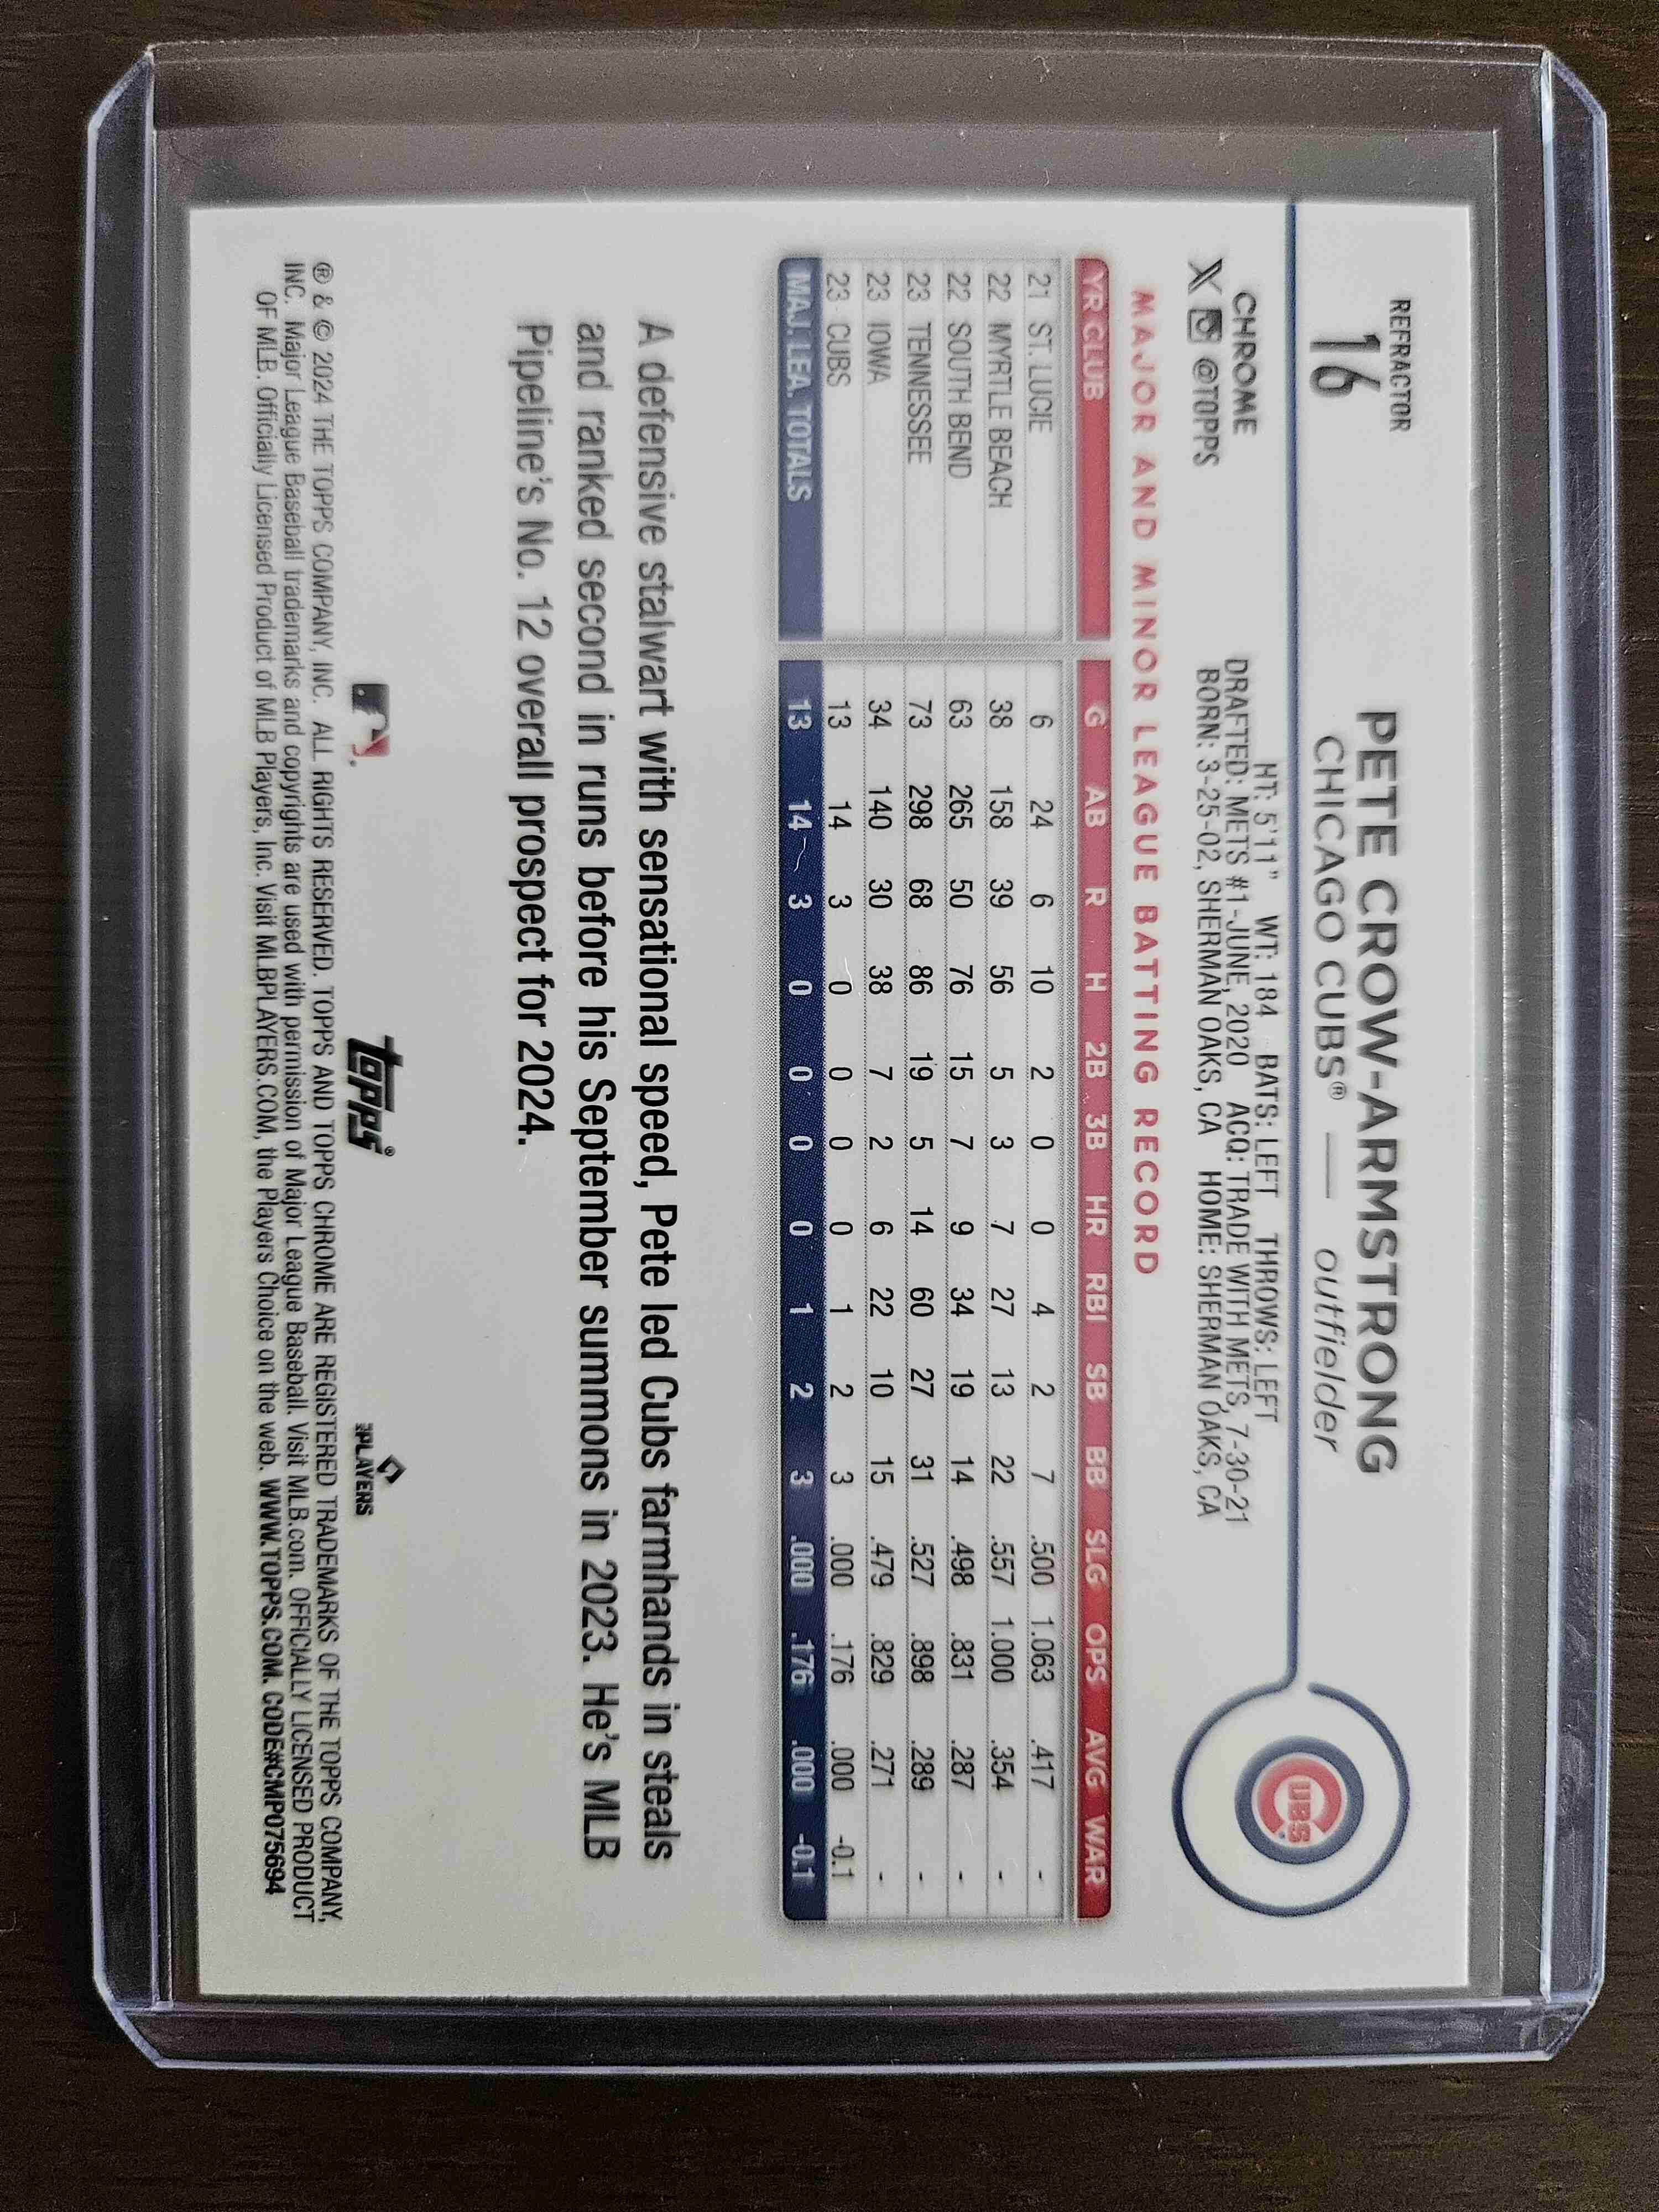 REFRACTOR
16
PETE CROW-ARMSTRONG
CHICAGO CUBS® — outfielder
CHROME
X @TOPPS
HT: 5'11" WT: 184 BATS: LEFT THROWS: LEFT
DRAFTED: METS #1-JUNE, 2020 ACQ: TRADE WITH METS, 7-30-21
BORN: 3-25-02, SHERMAN OAKS, CA HOME: SHERMAN OAKS, CA
CUBS
MAJOR AND MINOR LEAGUE BATTING RECORD
YR CLUB G AB R H 2B 3B HR RBI SB BB SLG OPS AVG WAR
21 ST. LUCIE 6 24 6 10 2 0 0 4 2 7 .500 1.063 .417 -
22 MYRTLE BEACH 38 158 39 56 5 3 7 27 13 22 .557 1.000 .354 -
22 SOUTH BEND 63 265 50 76 15 7 9 34 19 14 .498 .831 .287 -
23 TENNESSEE 73 298 68 86 19 5 14 60 27 31 .527 .898 .289 -
23 IOWA 34 140 30 38 7 2 6 22 10 15 .479 .829 .271 -
23 CUBS 13 14 3 0 0 0 0 1 2 3 .000 .176 .000 -0.1
MAJ. LEA. TOTALS 13 14 3 0 0 0 0 1 2 3 .000 .176 .000 -0.1
A defensive stalwart with sensational speed, Pete led Cubs farmhands in steals
and ranked second in runs before his September summons in 2023. He's MLB
Pipeline's No. 12 overall prospect for 2024.
topps®
PLAYERS
® & © 2024 THE TOPPS COMPANY, INC. ALL RIGHTS RESERVED. TOPPS AND TOPPS CHROME ARE REGISTERED TRADEMARKS OF THE TOPPS COMPANY,
INC. Major League Baseball trademarks and copyrights are used with permission of Major League Baseball. Visit MLB.com. OFFICIALLY LICENSED PRODUCT
OF MLB. Officially Licensed Product of MLB Players, Inc. Visit MLBPLAYERS.COM, the Players Choice on the web. WWW.TOPPS.COM. CODE#CMP075694